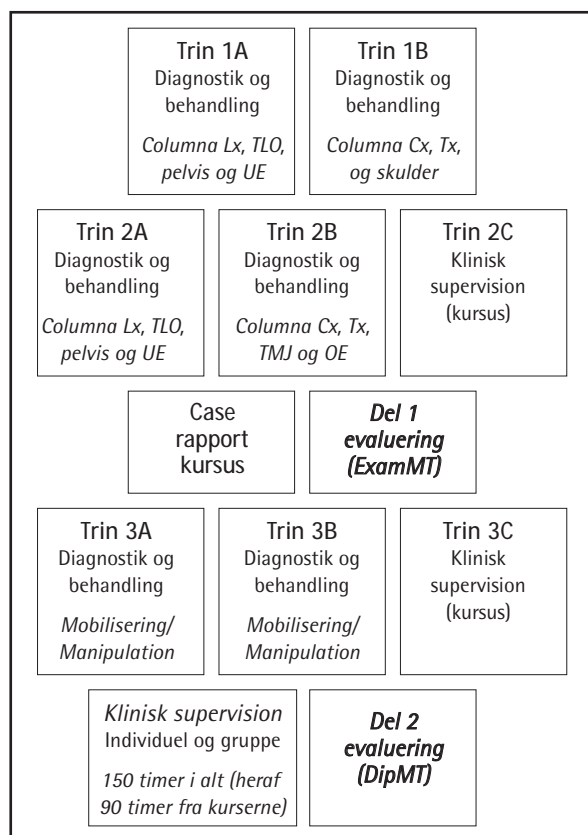 Trin 1A
Diagnostik og
behandling
Columna Lx, TLO,
pelvis og UE
Trin 1B
Diagnostik og
behandling
Columna Cx, Tx,
og skulder
Trin 2A
Diagnostik og
behandling
Columna Lx, TLO,
pelvis og UE
Trin 2B
Diagnostik og
behandling
Columna Cx, Tx,
TMJ og OE
Trin 2C
Klinisk
supervision
(kursus)
Case
rapport
kursus
Del 1
evaluering
(ExamMT)
Trin 3A
Diagnostik og
behandling
Mobilisering/
Manipulation
Trin 3B
Diagnostik og
behandling
Mobilisering/
Manipulation
Trin 3C
Klinisk
supervision
(kursus)
Klinisk supervision
Individuel og gruppe
150 timer i alt (heraf
90 timer fra kurserne)
Del 2
evaluering
(DipMT)